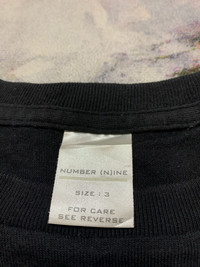 NUMBER (N)INE
SIZE : 3
FOR CARE
SEE REVERSE